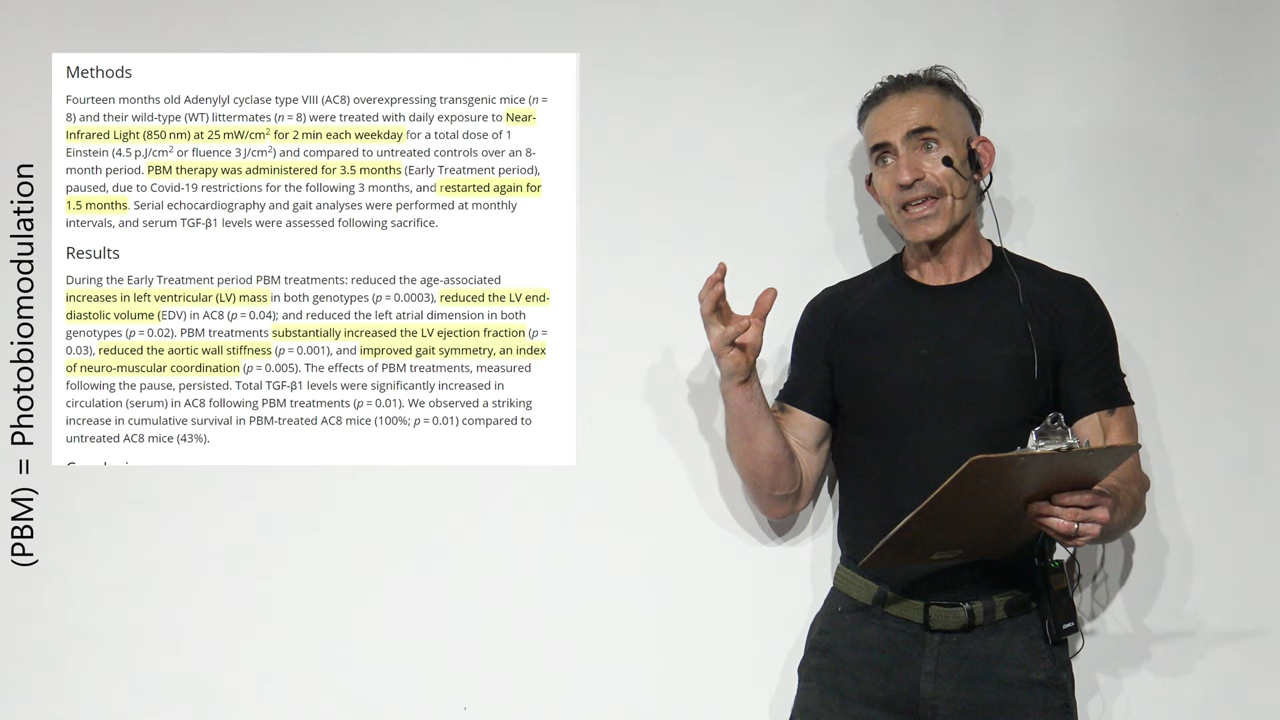 (PBM) = Photobiomodulation
Methods
Fourteen months old Adenylyl cyclase type VIII (AC8) overexpressing transgenic mice (n =
8) and their wild-type (WT) littermates (n = 8) were treated with daily exposure to Near-
Infrared Light (850 nm) at 25 mW/cm² for 2 min each weekday for a total dose of 1
Einstein (4.5 p.J/cm² or fluence 3 J/cm²) and compared to untreated controls over an 8-
month period. PBM therapy was administered for 3.5 months (Early Treatment period),
paused, due to Covid-19 restrictions for the following 3 months, and restarted again for
1.5 months. Serial echocardiography and gait analyses were performed at monthly
intervals, and serum TGF-β1 levels were assessed following sacrifice.
Results
During the Early Treatment period PBM treatments: reduced the age-associated
increases in left ventricular (LV) mass in both genotypes (p = 0.0003), reduced the LV end-
diastolic volume (EDV) in AC8 (p = 0.04); and reduced the left atrial dimension in both
genotypes (p = 0.02). PBM treatments substantially increased the LV ejection fraction (p =
0.03), reduced the aortic wall stiffness (p = 0.001), and improved gait symmetry, an index
of neuro-muscular coordination (p = 0.005). The effects of PBM treatments, measured
following the pause, persisted. Total TGF-β1 levels were significantly increased in
circulation (serum) in AC8 following PBM treatments (p = 0.01). We observed a striking
increase in cumulative survival in PBM-treated AC8 mice (100%; p = 0.01) compared to
untreated AC8 mice (43%).